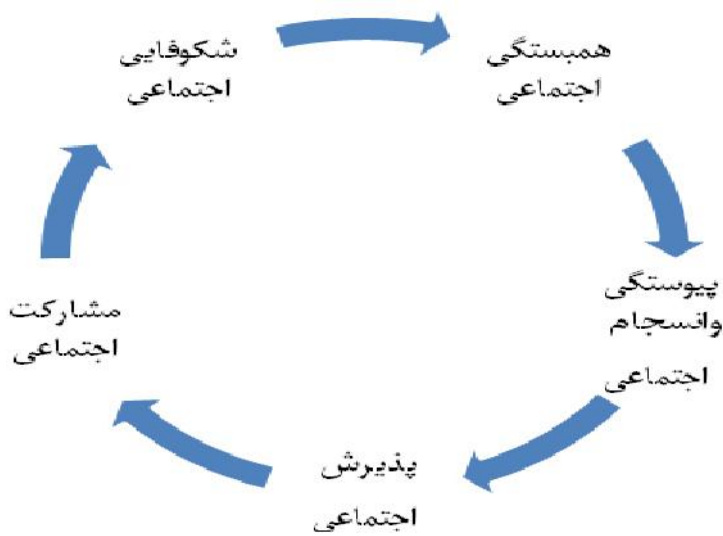 همبستگی
اجتماعی
پیوستگی
وانسجام
اجتماعی
پذیرش
اجتماعی
مشارکت
اجتماعی
شکوفایی
اجتماعی